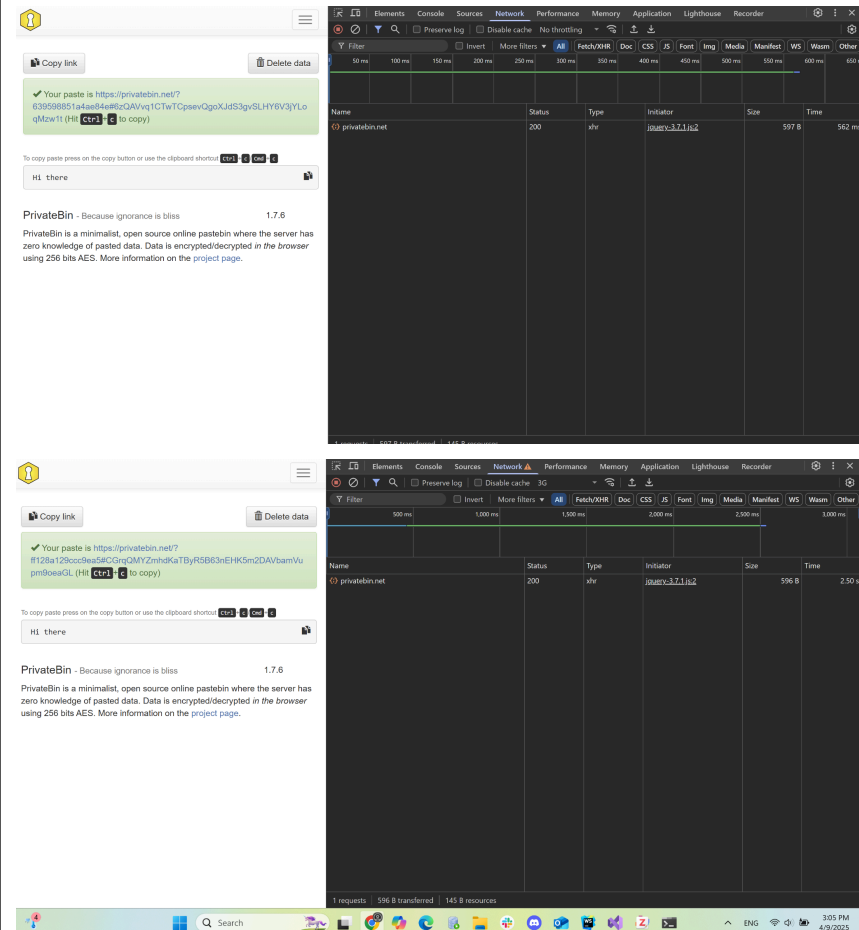 Elements Console Sources Network Performance Memory Application Lighthouse Recorder
Preserve log Disable cache No throttling
Filter Invert More filters All Fetch/XHR Doc CSS JS Font Img Media Manifest WS Wasm Other
50 ms 100 ms 150 ms 200 ms 250 ms 300 ms 350 ms 400 ms 450 ms 500 ms 550 ms 600 ms 650
Copy link Delete data
Your paste is https://privatebin.net/?
639598851a4ae84e#6zQAVvq1CTwTCpsevQgoXJdS3gvSLHY6V3jYLo
qMzw1t (Hit Ctrl + c to copy)
To copy paste press on the copy button or use the clipboard shortcut Ctrl + c Cmd + c
Hi there
PrivateBin - Because ignorance is bliss 1.7.6
PrivateBin is a minimalist, open source online pastebin where the server has
zero knowledge of pasted data. Data is encrypted/decrypted in the browser
using 256 bits AES. More information on the project page.
Name Status Type Initiator Size Time
privatebin.net 200 xhr jquery-3.7.1.js:2 597 B 562 ms
1 requests 597 B transferred 145 B resources
Elements Console Sources Network Performance Memory Application Lighthouse Recorder
Preserve log Disable cache 3G
Filter Invert More filters All Fetch/XHR Doc CSS JS Font Img Media Manifest WS Wasm Other
500 ms 1,000 ms 1,500 ms 2,000 ms 2,500 ms 3,000 ms
Copy link Delete data
Your paste is https://privatebin.net/?
ff128a129ccc9ea5#CGrqQMYZmhdKaTByR5B63nEHK5m2DAVbamVu
pm9oeaGL (Hit Ctrl + c to copy)
To copy paste press on the copy button or use the clipboard shortcut Ctrl + c Cmd + c
Hi there
PrivateBin - Because ignorance is bliss 1.7.6
PrivateBin is a minimalist, open source online pastebin where the server has
zero knowledge of pasted data. Data is encrypted/decrypted in the browser
using 256 bits AES. More information on the project page.
Name Status Type Initiator Size Time
privatebin.net 200 xhr jquery-3.7.1.js:2 596 B 2.50 s
1 requests 596 B transferred 145 B resources
4 Search ENG 3:05 PM
4/9/2025